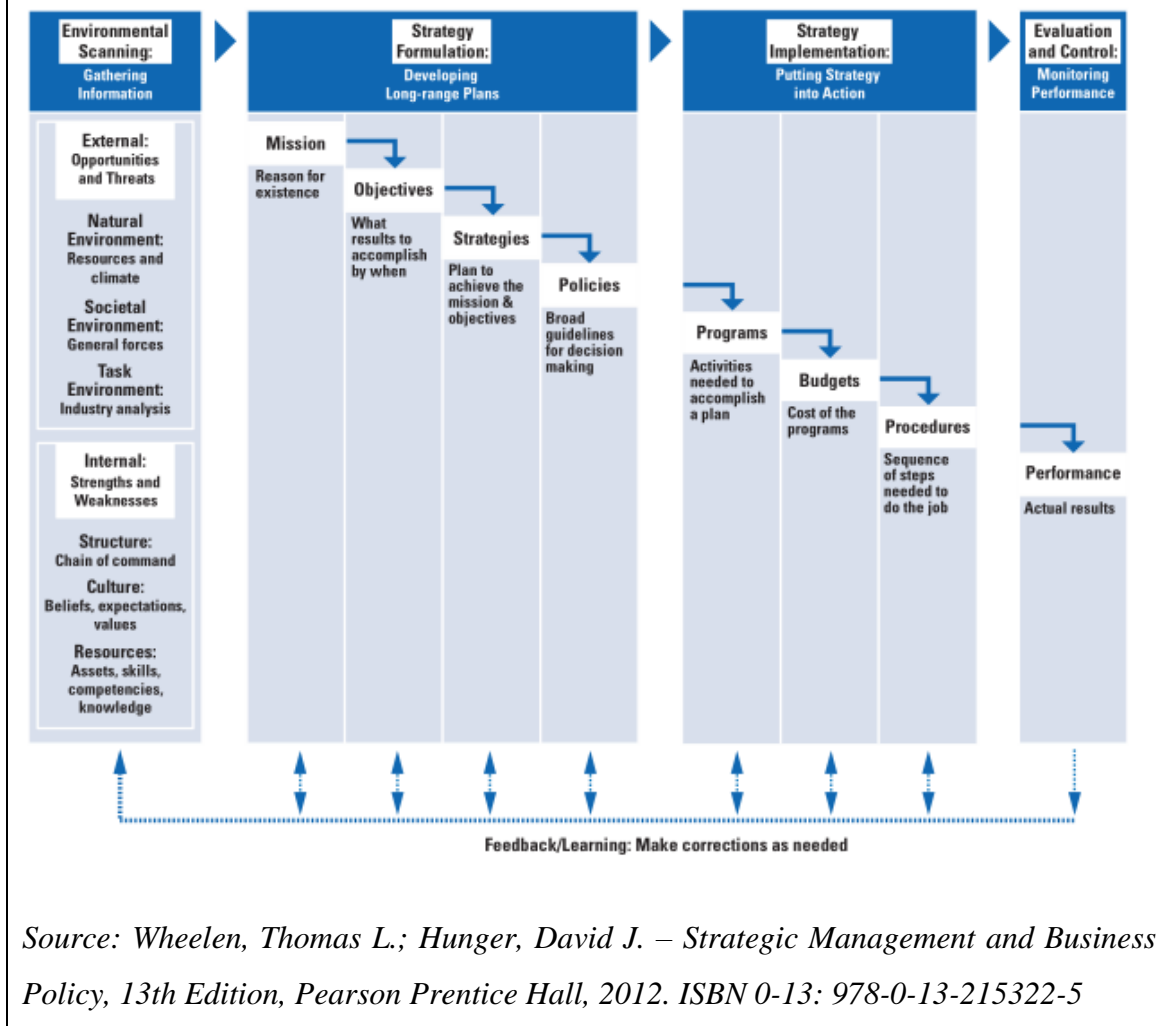 Environmental
Scanning:
Gathering
Information
Strategy
Formulation:
Developing
Long-range Plans
Strategy
Implementation:
Putting Strategy
into Action
Evaluation
and Control:
Monitoring
Performance
External:
Opportunities
and Threats
Natural
Environment:
Resources and
climate
Societal
Environment:
General forces
Task
Environment:
Industry analysis
Internal:
Strengths and
Weaknesses
Structure:
Chain of command
Culture:
Beliefs, expectations,
values
Resources:
Assets, skills,
competencies,
knowledge
Mission
Reason for
existence
Objectives
What
results to
accomplish
by when
Strategies
Plan to
achieve the
mission &
objectives
Policies
Broad
guidelines
for decision
making
Programs
Activities
needed to
accomplish
a plan
Budgets
Cost of the
programs
Procedures
Sequence
of steps
needed to
do the job
Performance
Actual results
Feedback/Learning: Make corrections as needed
Source: Wheelen, Thomas L.; Hunger, David J. – Strategic Management and Business
Policy, 13th Edition, Pearson Prentice Hall, 2012. ISBN 0-13: 978-0-13-215322-5